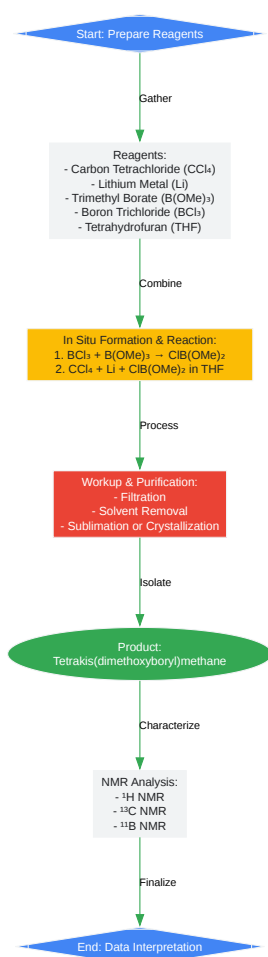 Start: Prepare Reagents
Gather
Reagents:
- Carbon Tetrachloride (CCl₄)
- Lithium Metal (Li)
- Trimethyl Borate (B(OMe)₃)
- Boron Trichloride (BCl₃)
- Tetrahydrofuran (THF)
Combine
In Situ Formation & Reaction:
1. BCl₃ + B(OMe)₃ → ClB(OMe)₂
2. CCl₄ + Li + ClB(OMe)₂ in THF
Process
Workup & Purification:
- Filtration
- Solvent Removal
- Sublimation or Crystallization
Isolate
Product:
Tetrakis(dimethoxyboryl)methane
Characterize
NMR Analysis:
- ¹H NMR
- ¹³C NMR
- ¹¹B NMR
Finalize
End: Data Interpretation